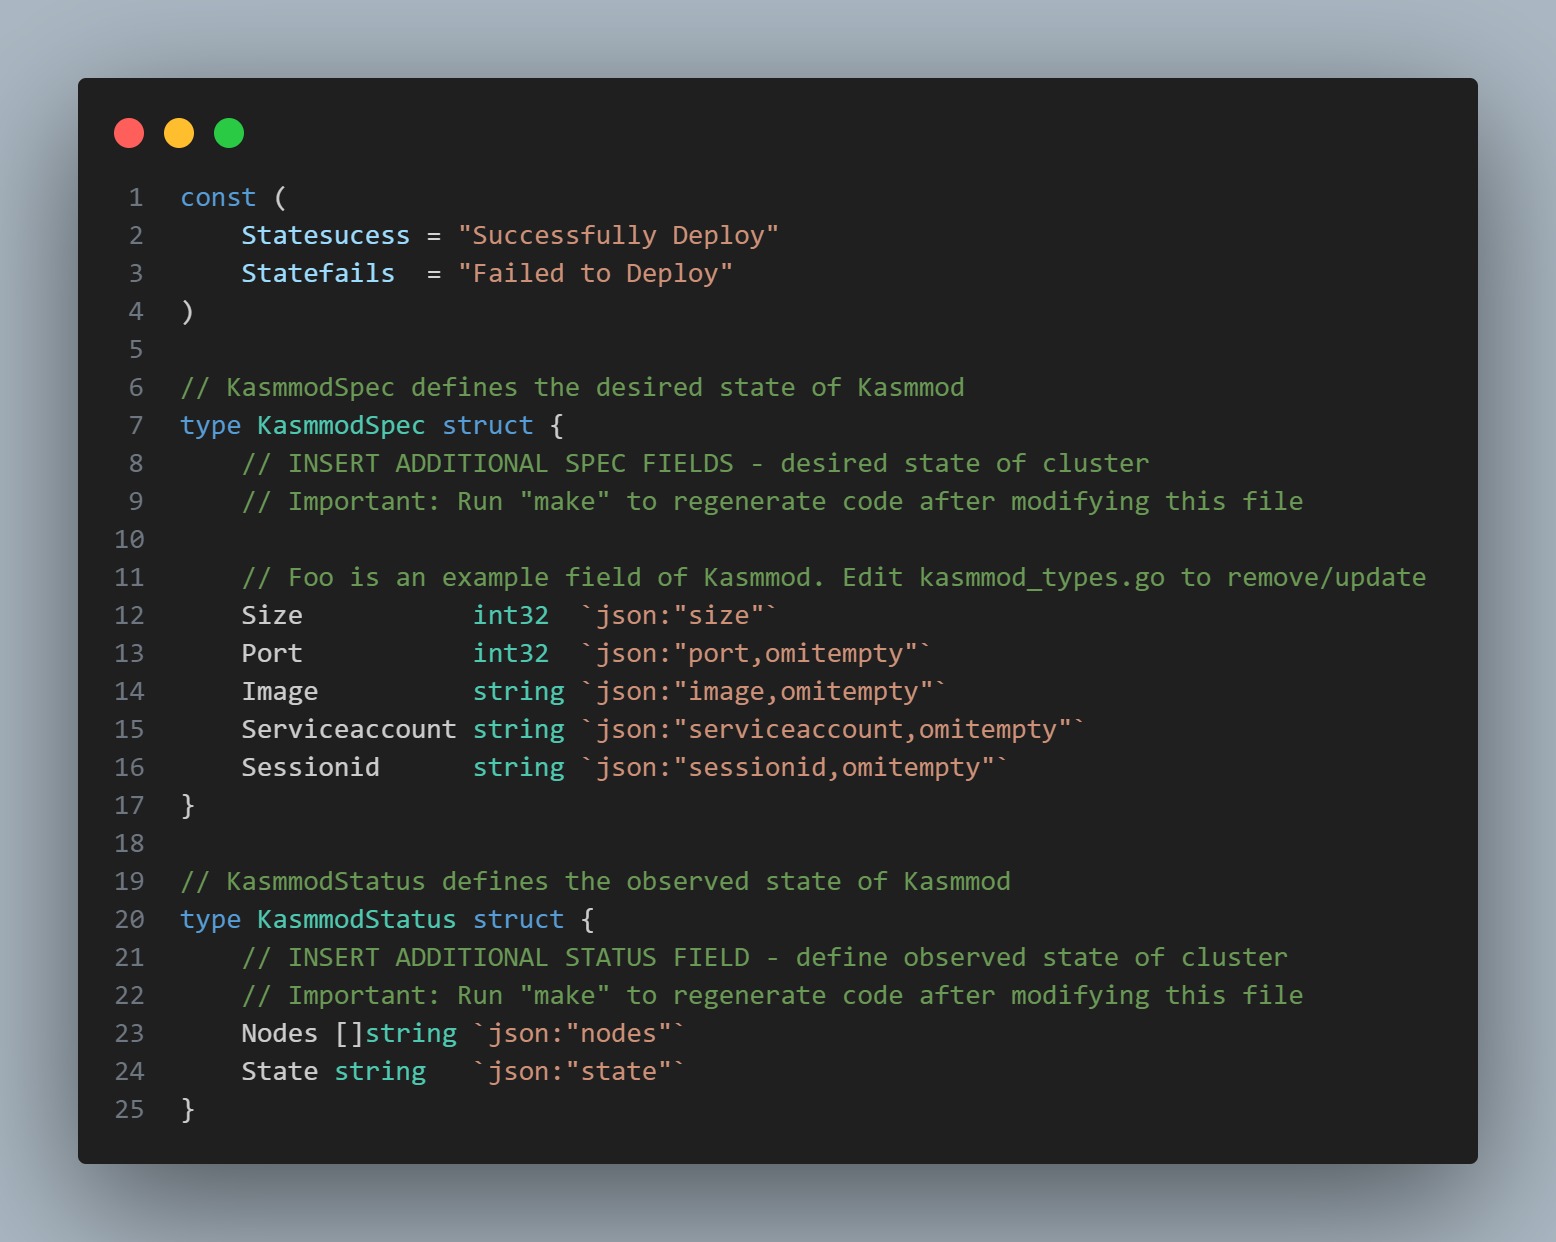 1 const (
2     Statesucess = "Successfully Deploy"
3     Statefails  = "Failed to Deploy"
4 )
5
6 // KasmmodSpec defines the desired state of Kasmmod
7 type KasmmodSpec struct {
8     // INSERT ADDITIONAL SPEC FIELDS - desired state of cluster
9     // Important: Run "make" to regenerate code after modifying this file
10
11     // Foo is an example field of Kasmmod. Edit kasmmod_types.go to remove/update
12     Size           int32  `json:"size"`
13     Port           int32  `json:"port,omitempty"`
14     Image          string `json:"image,omitempty"`
15     Serviceaccount string `json:"serviceaccount,omitempty"`
16     Sessionid      string `json:"sessionid,omitempty"`
17 }
18
19 // KasmmodStatus defines the observed state of Kasmmod
20 type KasmmodStatus struct {
21     // INSERT ADDITIONAL STATUS FIELD - define observed state of cluster
22     // Important: Run "make" to regenerate code after modifying this file
23     Nodes []string `json:"nodes"`
24     State string   `json:"state"`
25 }